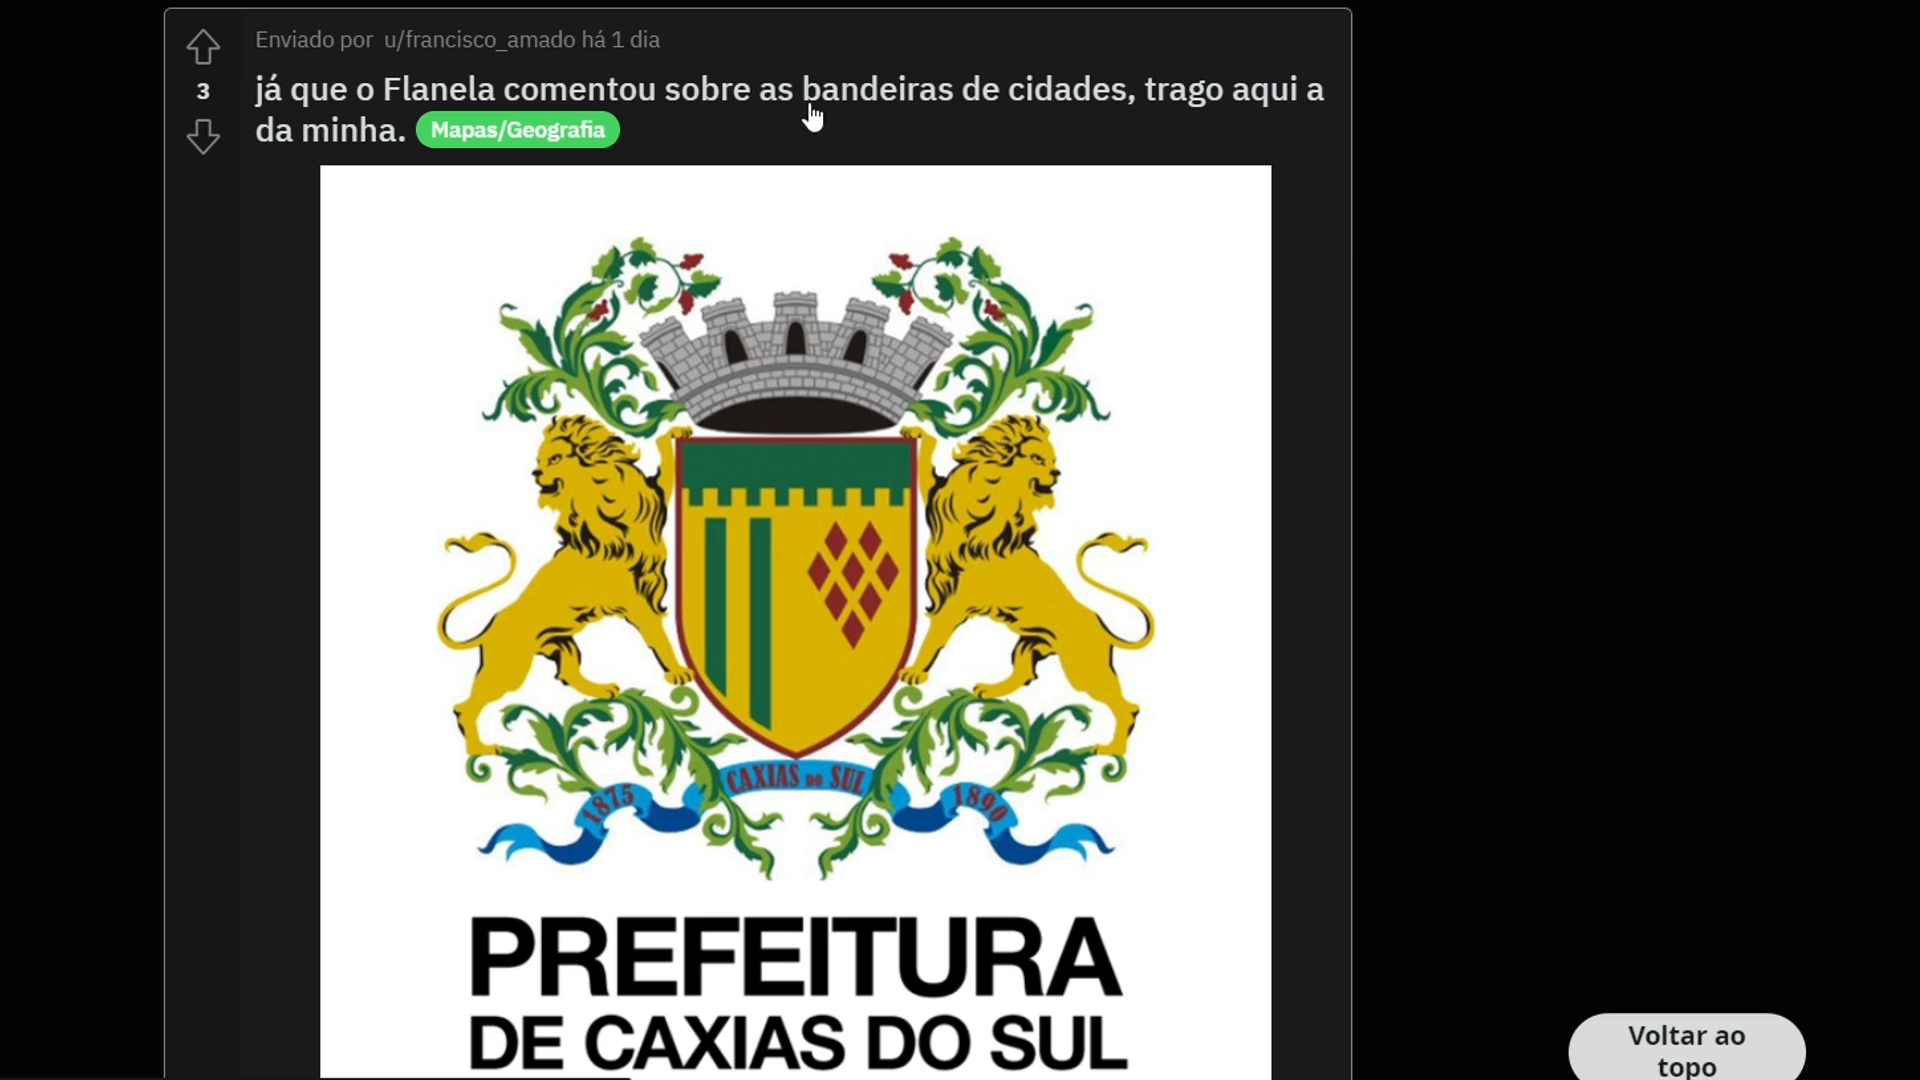 Enviado por u/francisco_amado há 1 dia
3
já que o Flanela comentou sobre as bandeiras de cidades, trago aqui a
da minha. Mapas/Geografia
CAXIAS DO SUL
1875
1890
PREFEITURA
DE CAXIAS DO SUL
Voltar ao
topo